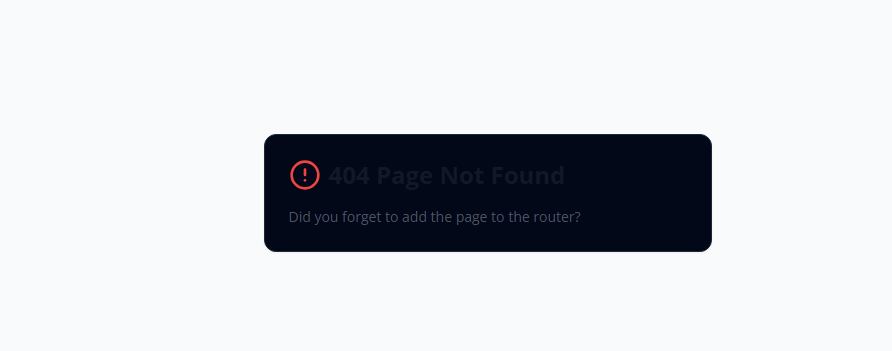 404 Page Not Found
Did you forget to add the page to the router?